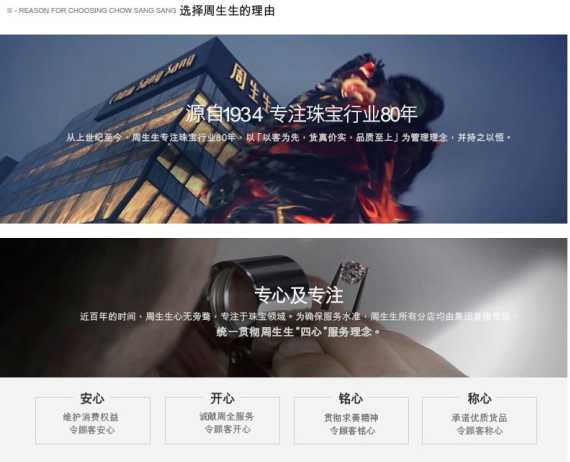 ※ - REASON FOR CHOOSING CHOW SANG SANG 选择周生生的理由
Chow Sang Sang
周生生
源自1934 专注珠宝行业80年
从上世纪至今，周生生专注珠宝行业80年，以「以客为先，货真价实，品质至上」为管理理念，并持之以恒。
专心及专注
近百年的时间，周生生心无旁骛，专注于珠宝领域。为确保服务水准，周生生所有分店均由集团
统一贯彻周生生“四心”服务理念。
安心
开心
铭心
称心
维护消费权益
令顾客安心
诚献周全服务
令顾客开心
贯彻求善精神
令顾客铭心
承诺优质货品
令顾客称心